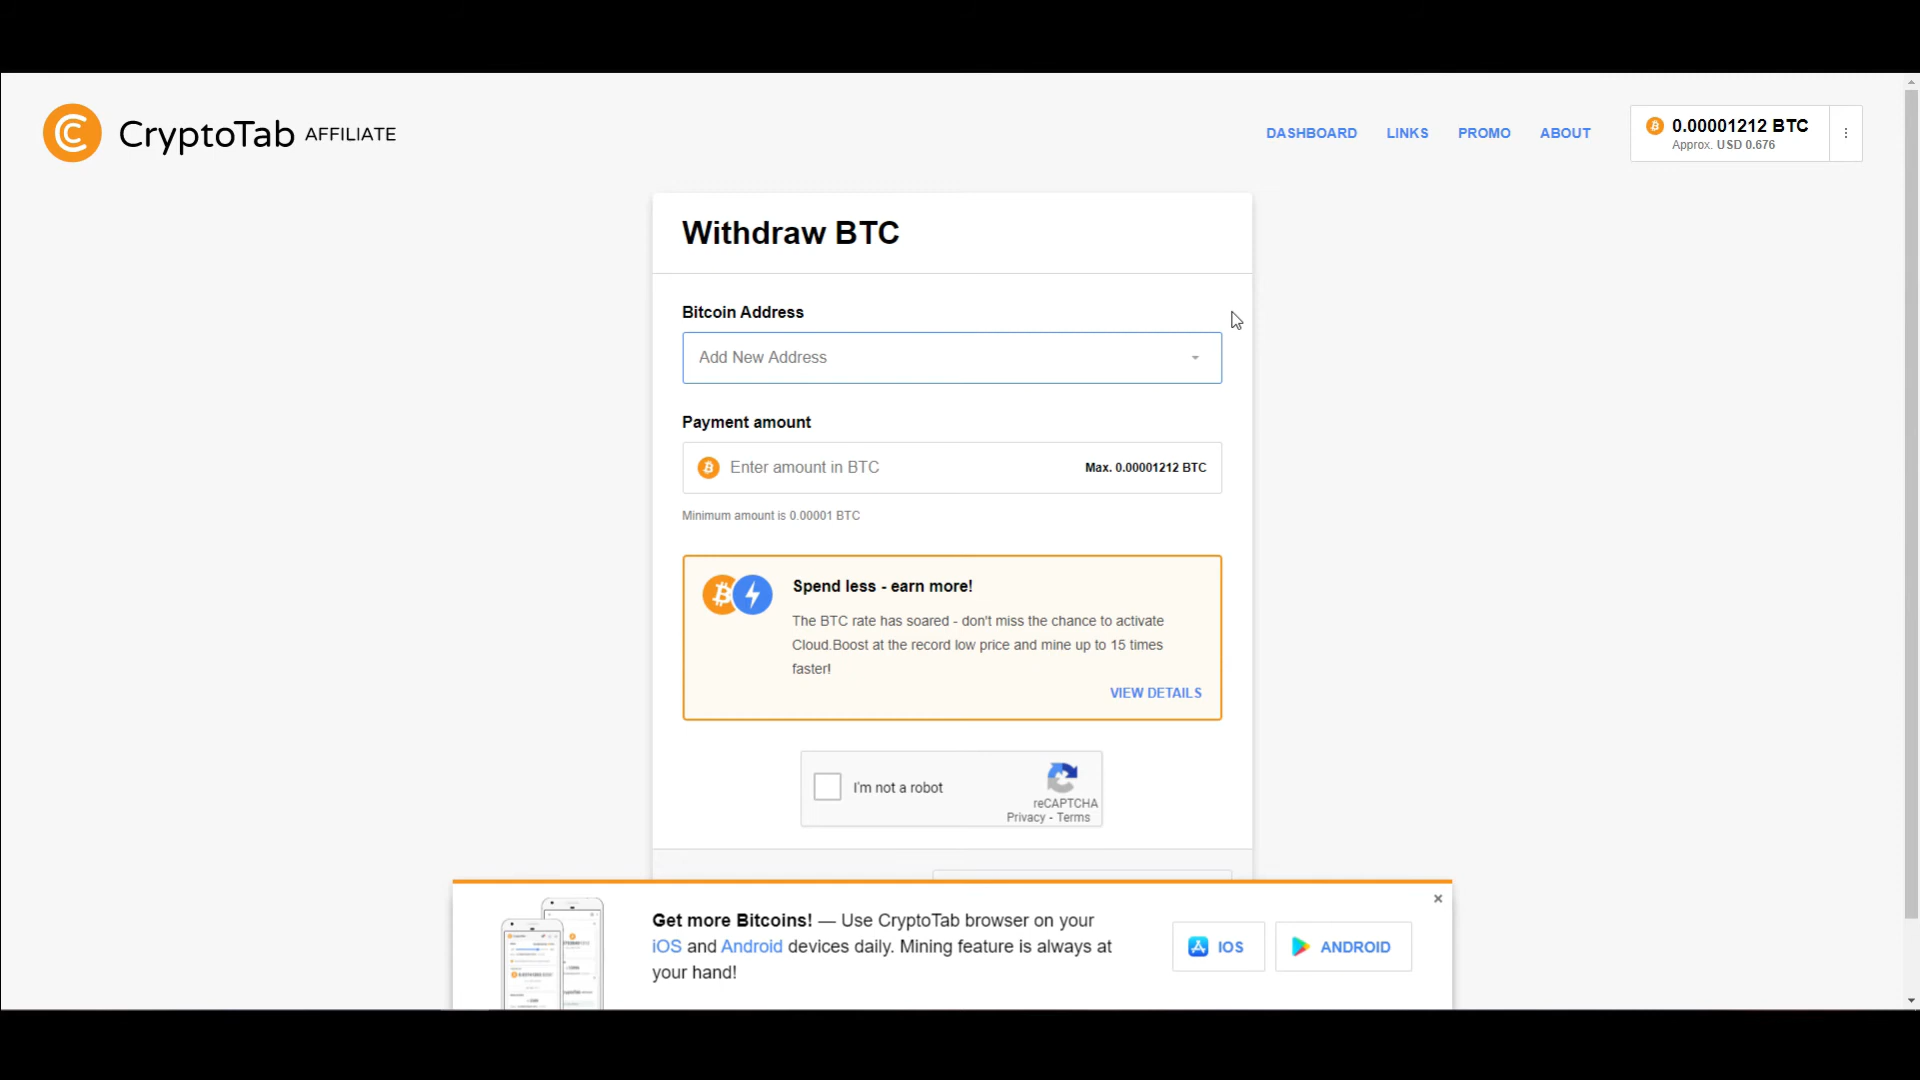 CryptoTab AFFILIATE
DASHBOARD LINKS PROMO ABOUT
0.00001212 BTC
Approx. USD 0.676
Withdraw BTC
Bitcoin Address
Add New Address
Payment amount
Enter amount in BTC Max. 0.00001212 BTC
Minimum amount is 0.00001 BTC
Spend less - earn more!
The BTC rate has soared - don't miss the chance to activate
Cloud.Boost at the record low price and mine up to 15 times
faster!
VIEW DETAILS
I'm not a robot
reCAPTCHA
Privacy - Terms
Get more Bitcoins! — Use CryptoTab browser on your
iOS and Android devices daily. Mining feature is always at
your hand!
IOS
ANDROID